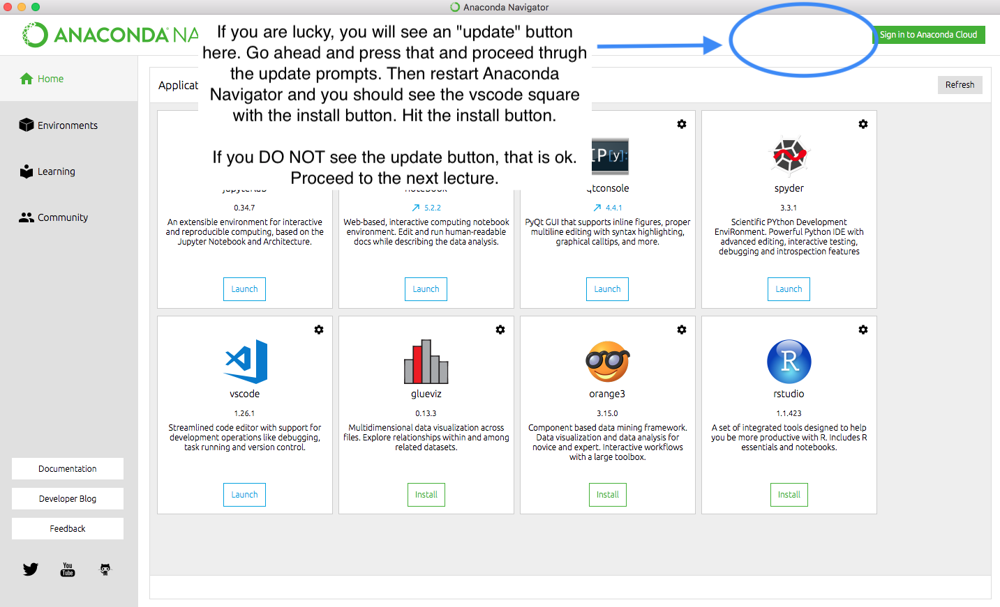 Anaconda Navigator
ANACONDA NA
If you are lucky, you will see an "update" button
here. Go ahead and press that and proceed thrugh
the update prompts. Then restart Anaconda
Navigator and you should see the vscode square
with the install button. Hit the install button.
If you DO NOT see the update button, that is ok.
Proceed to the next lecture.
Sign in to Anaconda Cloud
Home
Environments
Learning
Community
Documentation
Developer Blog
Feedback
You
Tube
Applicat
Refresh
jupyterlab
0.34.7
An extensible environment for interactive
and reproducible computing, based on the
Jupyter Notebook and Architecture.
Launch
notebook
5.2.2
Web-based, interactive computing notebook
environment. Edit and run human-readable
docs while describing the data analysis.
Launch
IP[y]:
qtconsole
4.4.1
PyQt GUI that supports inline figures, proper
multiline editing with syntax highlighting,
graphical calltips, and more.
Launch
spyder
3.3.1
Scientific PYthon Development
EnviRonment. Powerful Python IDE with
advanced editing, interactive testing,
debugging and introspection features
Launch
vscode
1.26.1
Streamlined code editor with support for
development operations like debugging,
task running and version control.
Launch
glueviz
0.13.3
Multidimensional data visualization across
files. Explore relationships within and among
related datasets.
Install
orange3
3.15.0
Component based data mining framework.
Data visualization and data analysis for
novice and expert. Interactive workflows
with a large toolbox.
Install
R
rstudio
1.1.423
A set of integrated tools designed to help
you be more productive with R. Includes R
essentials and notebooks.
Install